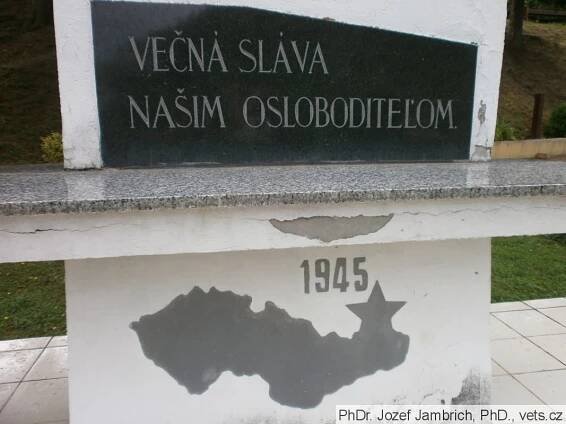 VEČNÁ SLÁVA
NAŠIM OSLOBODITEĽOM.
1945
PhDr. Jozef Jambrich, PhD., vets.cz